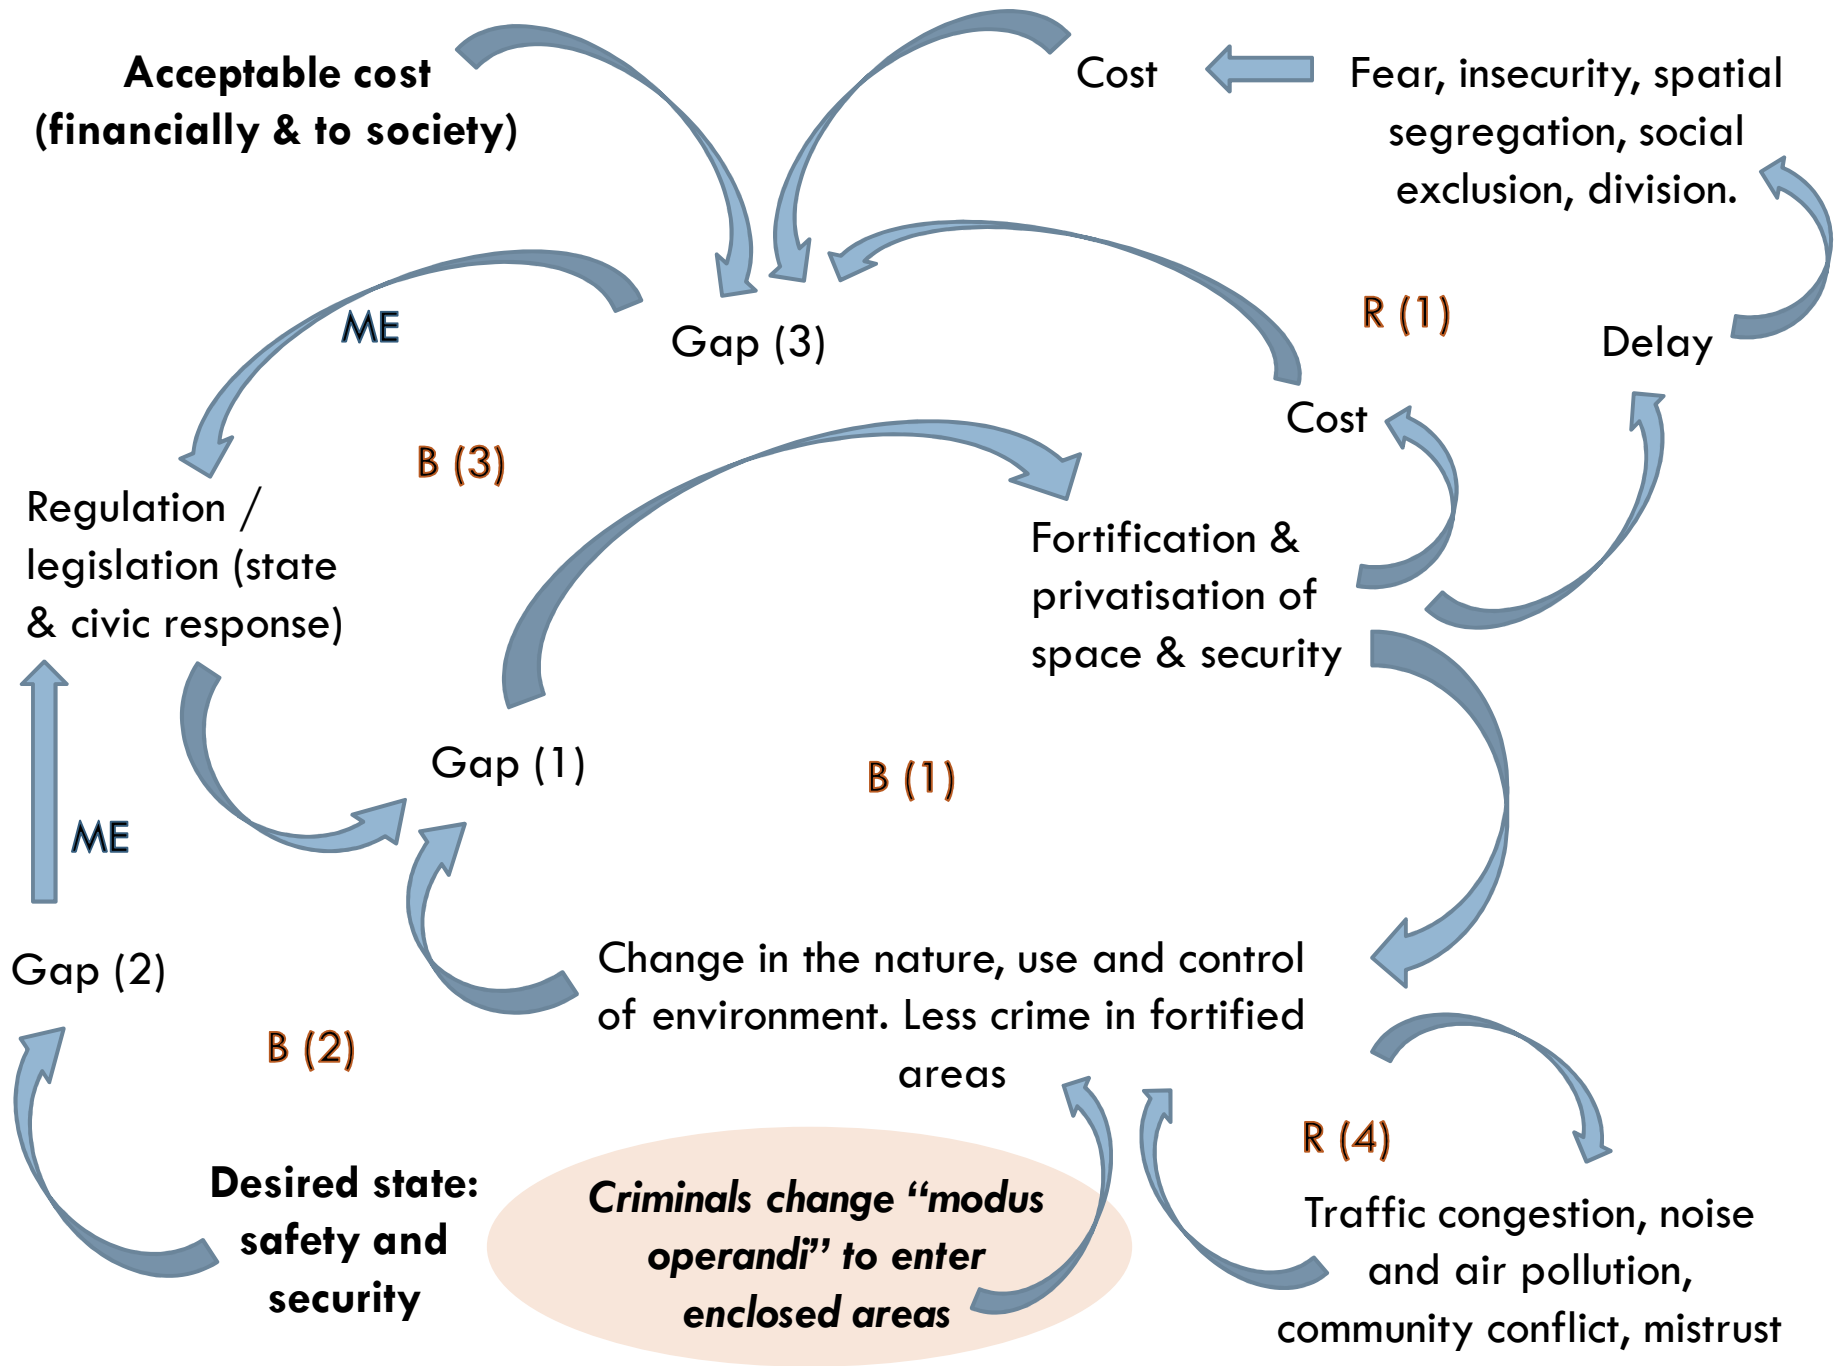 Acceptable cost
(financially & to society)
Cost
Fear, insecurity, spatial
segregation, social
exclusion, division.
ME
Gap (3)
R (1)
Delay
Cost
B (3)
Regulation /
legislation (state
& civic response)
Fortification &
privatisation of
space & security
Gap (1)
B (1)
ME
Gap (2)
Change in the nature, use and control
of environment. Less crime in fortified
areas
B (2)
R (4)
Desired state:
safety and
security
Criminals change “modus
operandi” to enter
enclosed areas
Traffic congestion, noise
and air pollution,
community conflict, mistrust